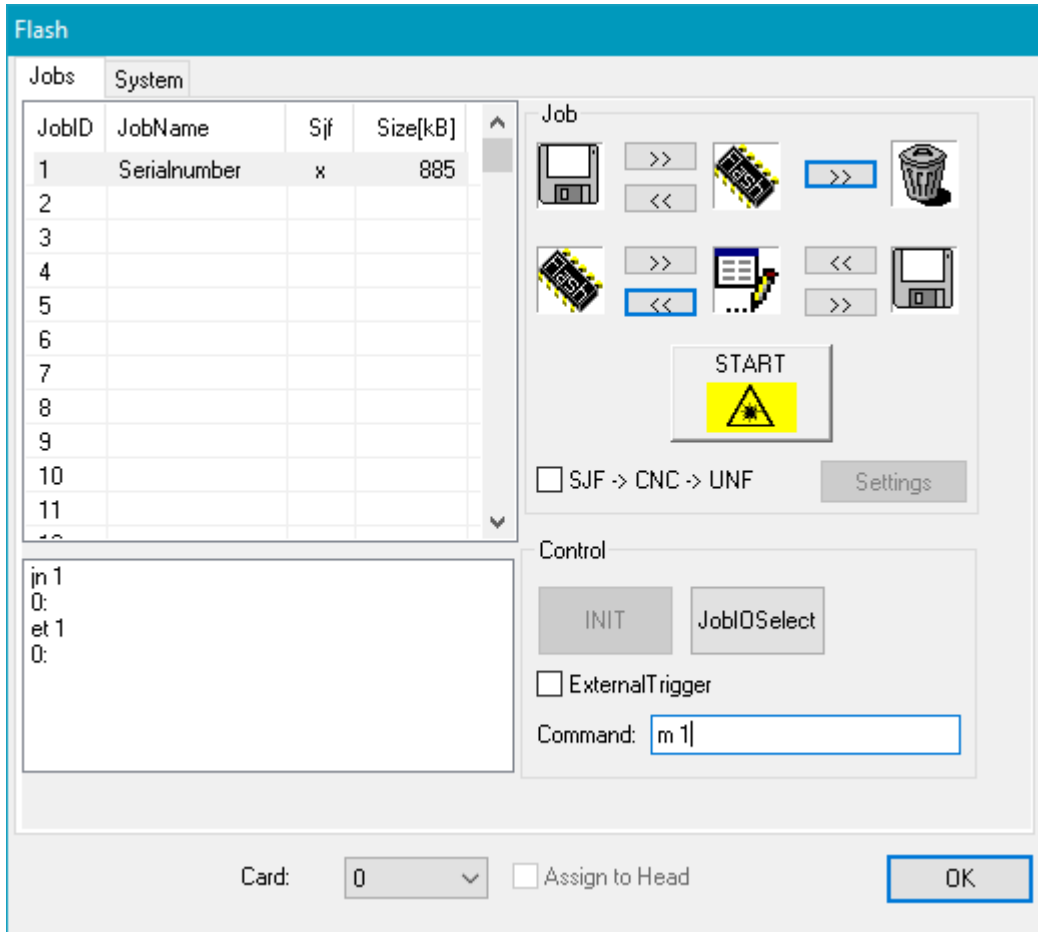 Flash
Jobs System
JobID JobName Sjf Size[kB]
1 Serialnumber x 885
2
3
4
5
6
7
8
9
10
11
jn 1
0:
et 1
0:
Job
>> Flash >>
<<
Flash >> <<
<< >>
START
SJF -> CNC -> UNF Settings
Control
INIT JobIOSelect
ExternalTrigger
Command: m 1
Card: 0 Assign to Head OK